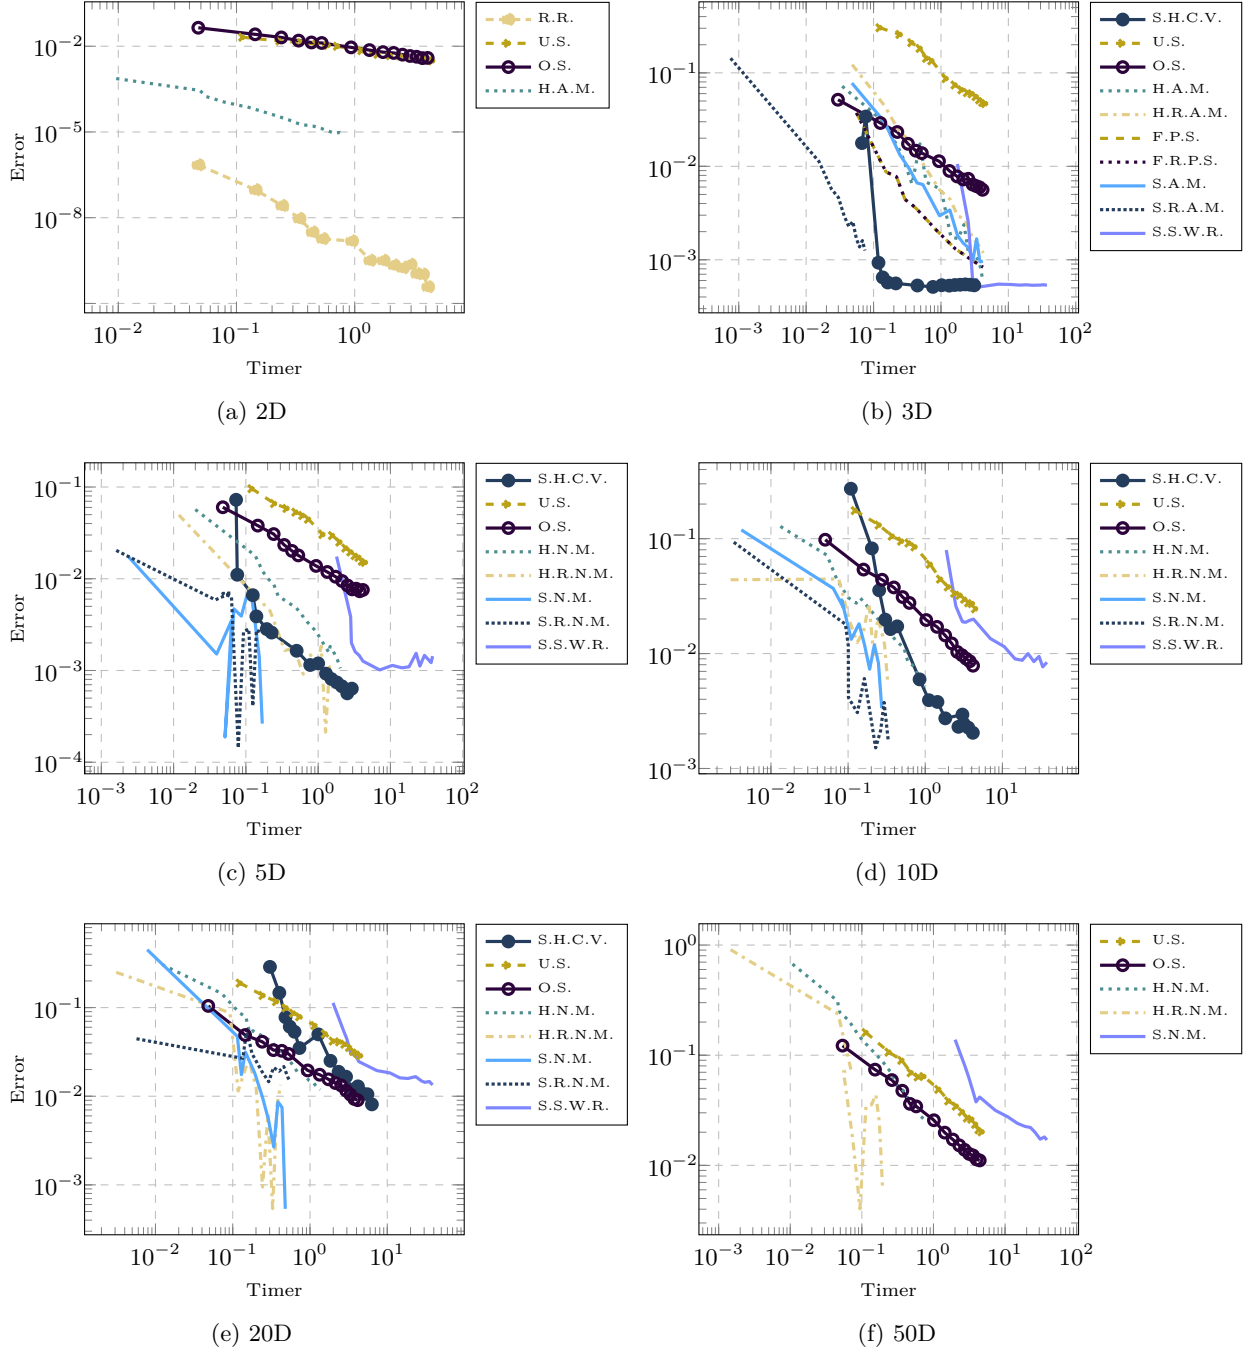 10^{-2}
10^{-5}
10^{-8}
Error
10^{-2}
10^{-1}
10^{0}
Timer
R.R.
U.S.
O.S.
H.A.M.
(a) 2D
10^{-1}
10^{-2}
10^{-3}
Error
10^{-3}
10^{-2}
10^{-1}
10^{0}
10^{1}
10^{2}
Timer
S.H.C.V.
U.S.
O.S.
H.A.M.
H.R.A.M.
F.P.S.
F.R.P.S.
S.A.M.
S.R.A.M.
S.S.W.R.
(b) 3D
10^{-1}
10^{-2}
10^{-3}
10^{-4}
Error
10^{-3}
10^{-2}
10^{-1}
10^{0}
10^{1}
10^{2}
Timer
S.H.C.V.
U.S.
O.S.
H.N.M.
H.R.N.M.
S.N.M.
S.R.N.M.
S.S.W.R.
(c) 5D
10^{-1}
10^{-2}
10^{-3}
Error
10^{-2}
10^{-1}
10^{0}
10^{1}
Timer
S.H.C.V.
U.S.
O.S.
H.N.M.
H.R.N.M.
S.N.M.
S.R.N.M.
S.S.W.R.
(d) 10D
10^{-1}
10^{-2}
10^{-3}
Error
10^{-2}
10^{-1}
10^{0}
10^{1}
Timer
S.H.C.V.
U.S.
O.S.
H.N.M.
H.R.N.M.
S.N.M.
S.R.N.M.
S.S.W.R.
(e) 20D
10^{0}
10^{-1}
10^{-2}
Error
10^{-3}
10^{-2}
10^{-1}
10^{0}
10^{1}
10^{2}
Timer
U.S.
O.S.
H.N.M.
H.R.N.M.
S.N.M.
(f) 50D